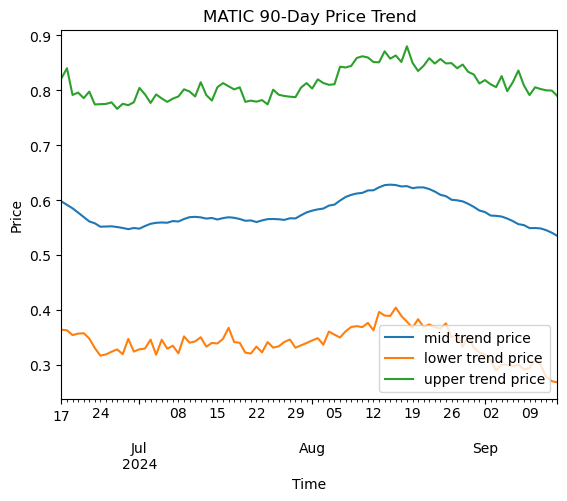 MATIC 90-Day Price Trend
0.9
0.8
0.7
0.6
0.5
0.4
0.3
Price
mid trend price
lower trend price
upper trend price
17 24 08 15 22 29 05 12 19 26 02 09
Jul Aug Sep
2024
Time